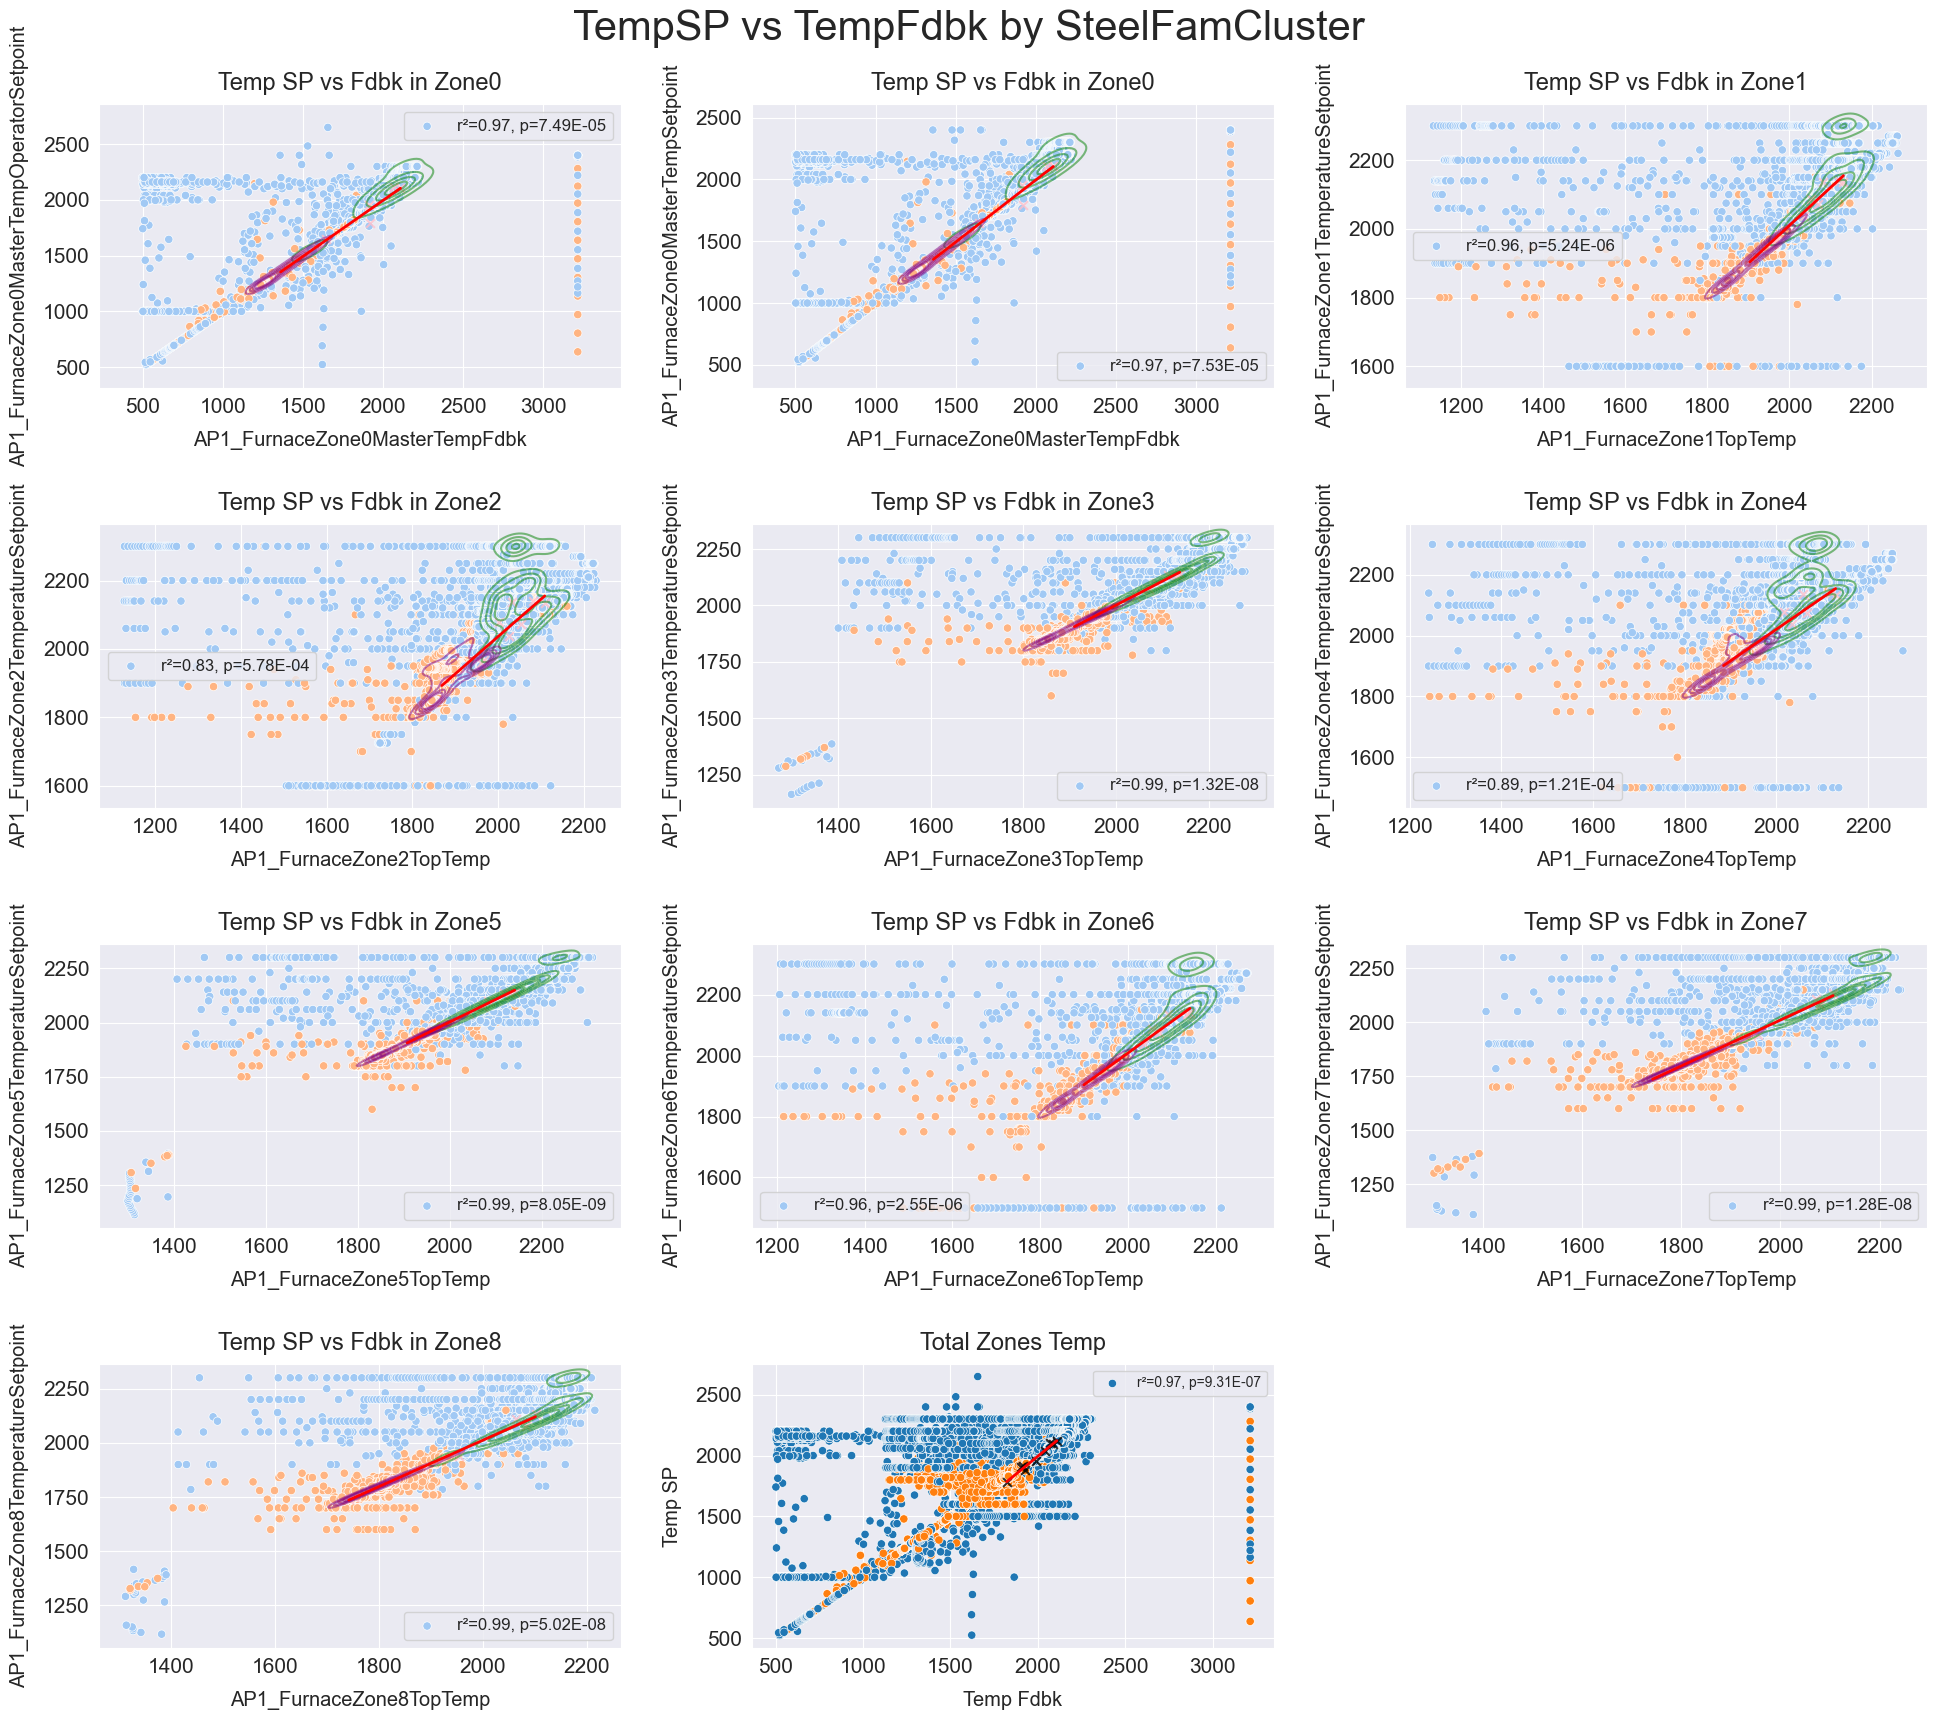 TempSP vs TempFdbk by SteelFamCluster
Temp SP vs Fdbk in Zone0
AP1_FurnaceZone0MasterTempOperatorSetpoint
2500
2000
1500
1000
500
r²=0.97, p=7.49E-05
500 1000 1500 2000 2500 3000
AP1_FurnaceZone0MasterTempFdbk
Temp SP vs Fdbk in Zone0
AP1_FurnaceZone0MasterTempSetpoint
2500
2000
1500
1000
500
r²=0.97, p=7.53E-05
500 1000 1500 2000 2500 3000
AP1_FurnaceZone0MasterTempFdbk
Temp SP vs Fdbk in Zone1
AP1_FurnaceZone1TemperatureSetpoint
2200
2000
1800
1600
r²=0.96, p=5.24E-06
1200 1400 1600 1800 2000 2200
AP1_FurnaceZone1TopTemp
Temp SP vs Fdbk in Zone2
AP1_FurnaceZone2TemperatureSetpoint
2200
2000
1800
1600
r²=0.83, p=5.78E-04
1200 1400 1600 1800 2000 2200
AP1_FurnaceZone2TopTemp
Temp SP vs Fdbk in Zone3
AP1_FurnaceZone3TemperatureSetpoint
2250
2000
1750
1500
1250
r²=0.99, p=1.32E-08
1400 1600 1800 2000 2200
AP1_FurnaceZone3TopTemp
Temp SP vs Fdbk in Zone4
AP1_FurnaceZone4TemperatureSetpoint
2200
2000
1800
1600
r²=0.89, p=1.21E-04
1200 1400 1600 1800 2000 2200
AP1_FurnaceZone4TopTemp
Temp SP vs Fdbk in Zone5
AP1_FurnaceZone5TemperatureSetpoint
2250
2000
1750
1500
1250
r²=0.99, p=8.05E-09
1400 1600 1800 2000 2200
AP1_FurnaceZone5TopTemp
Temp SP vs Fdbk in Zone6
AP1_FurnaceZone6TemperatureSetpoint
2200
2000
1800
1600
r²=0.96, p=2.55E-06
1200 1400 1600 1800 2000 2200
AP1_FurnaceZone6TopTemp
Temp SP vs Fdbk in Zone7
AP1_FurnaceZone7TemperatureSetpoint
2250
2000
1750
1500
1250
r²=0.99, p=1.28E-08
1400 1600 1800 2000 2200
AP1_FurnaceZone7TopTemp
Temp SP vs Fdbk in Zone8
AP1_FurnaceZone8TemperatureSetpoint
2250
2000
1750
1500
1250
r²=0.99, p=5.02E-08
1400 1600 1800 2000 2200
AP1_FurnaceZone8TopTemp
Total Zones Temp
Temp SP
2500
2000
1500
1000
500
r²=0.97, p=9.31E-07
500 1000 1500 2000 2500 3000
Temp Fdbk